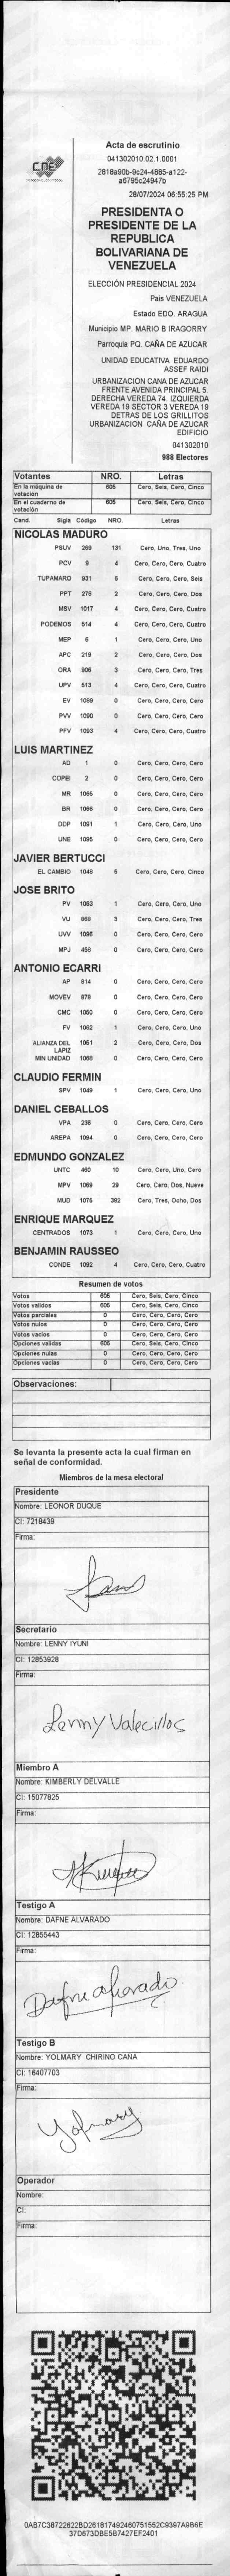 CNE
Acta de escrutinio
041302010.02.1.0001
2818a90b-9c24-4885-a122-
a6795c24947b
28/07/2024 06:55:25 PM
PRESIDENTA O
PRESIDENTE DE LA
REPUBLICA
BOLIVARIANA DE
VENEZUELA
ELECCIÓN PRESIDENCIAL 2024
Pais VENEZUELA
Estado EDO. ARAGUA
Municipio MP. MARIO B IRAGORRY
Parroquia PQ. CAÑA DE AZUCAR
UNIDAD EDUCATIVA EDUARDO
ASSEF RAIDI
URBANIZACION CANA DE AZUCAR
FRENTE AVENIDA PRINCIPAL 5.
DERECHA VEREDA 74. IZQUIERDA
VEREDA 19 SECTOR 3 VEREDA 19
DETRAS DE LOS GRILLITOS
URBANIZACION CAÑA DE AZUCAR
EDIFICIO
041302010
988 Electores
Votantes NRO. Letras
En la máquina de votación 605 Cero, Seis, Cero, Cinco
En el cuaderno de votación 605 Cero, Seis, Cero, Cinco
Cand. Sigla Código NRO. Letras
NICOLAS MADURO
PSUV 269 131 Cero, Uno, Tres, Uno
PCV 9 4 Cero, Cero, Cero, Cuatro
TUPAMARO 931 6 Cero, Cero, Cero, Seis
PPT 276 2 Cero, Cero, Cero, Dos
MSV 1017 4 Cero, Cero, Cero, Cuatro
PODEMOS 514 4 Cero, Cero, Cero, Cuatro
MEP 6 1 Cero, Cero, Cero, Uno
APC 219 2 Cero, Cero, Cero, Dos
ORA 906 3 Cero, Cero, Cero, Tres
UPV 513 4 Cero, Cero, Cero, Cuatro
EV 1089 0 Cero, Cero, Cero, Cero
PVV 1090 0 Cero, Cero, Cero, Cero
PFV 1093 4 Cero, Cero, Cero, Cuatro
LUIS MARTINEZ
AD 1 0 Cero, Cero, Cero, Cero
COPEI 2 0 Cero, Cero, Cero, Cero
MR 1065 0 Cero, Cero, Cero, Cero
BR 1066 0 Cero, Cero, Cero, Cero
DDP 1091 1 Cero, Cero, Cero, Uno
UNE 1095 0 Cero, Cero, Cero, Cero
JAVIER BERTUCCI
EL CAMBIO 1048 5 Cero, Cero, Cero, Cinco
JOSE BRITO
PV 1053 1 Cero, Cero, Cero, Uno
VU 868 3 Cero, Cero, Cero, Tres
UVV 1096 0 Cero, Cero, Cero, Cero
MPJ 458 0 Cero, Cero, Cero, Cero
ANTONIO ECARRI
AP 814 0 Cero, Cero, Cero, Cero
MOVEV 878 0 Cero, Cero, Cero, Cero
CMC 1050 0 Cero, Cero, Cero, Cero
FV 1052 1 Cero, Cero, Cero, Uno
ALIANZA DEL LAPIZ 1051 2 Cero, Cero, Cero, Dos
MIN UNIDAD 1068 0 Cero, Cero, Cero, Cero
CLAUDIO FERMIN
SPV 1049 1 Cero, Cero, Cero, Uno
DANIEL CEBALLOS
VPA 236 0 Cero, Cero, Cero, Cero
AREPA 1094 0 Cero, Cero, Cero, Cero
EDMUNDO GONZALEZ
UNTC 460 10 Cero, Cero, Uno, Cero
MPV 1069 29 Cero, Cero, Dos, Nueve
MUD 1075 382 Cero, Tres, Ocho, Dos
ENRIQUE MARQUEZ
CENTRADOS 1073 1 Cero, Cero, Cero, Uno
BENJAMIN RAUSSEO
CONDE 1092 4 Cero, Cero, Cero, Cuatro
Resumen de votos
Votos 605 Cero, Seis, Cero, Cinco
Votos validos 605 Cero, Seis, Cero, Cinco
Votos parciales 0 Cero, Cero, Cero, Cero
Votos nulos 0 Cero, Cero, Cero, Cero
Votos vacios 0 Cero, Cero, Cero, Cero
Opciones validas 605 Cero, Seis, Cero, Cinco
Opciones nulas 0 Cero, Cero, Cero, Cero
Opciones vacias 0 Cero, Cero, Cero, Cero
Observaciones:
Se levanta la presente acta la cual firman en
señal de conformidad.
Miembros de la mesa electoral
Presidente
Nombre: LEONOR DUQUE
CI: 7218439
Firma:
Secretario
Nombre: LENNY IYUNI
CI: 12853928
Firma:
Lenny Valecillos
Miembro A
Nombre: KIMBERLY DELVALLE
CI: 15077825
Firma:
Testigo A
Nombre: DAFNE ALVARADO
CI: 12855443
Firma:
Dafne Alvarado
Testigo B
Nombre: YOLMARY CHIRINO CAÑA
CI: 16407703
Firma:
Yolmary
Operador
Nombre:
CI:
Firma:
0AB7C38722622BD261817492460751552C9397A9B6E
37D673DBE5B7427EF2401